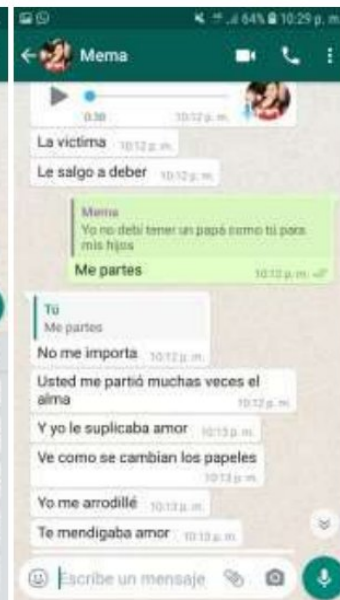 64% 10:29 p. m.
Mema
0:30 10:12 p. m.
La victima 10:12 p. m.
Le salgo a deber 10:12 p. m.
Mema
Yo no debí tener un papá como tú para
mis hijos
Me partes 10:12 p. m.
Tú
Me partes
No me importa 10:12 p. m.
Usted me partió muchas veces el
alma 10:12 p. m.
Y yo le suplicaba amor 10:13 p. m.
Ve como se cambian los papeles
10:13 p. m.
Yo me arrodillé 10:13 p. m.
Te mendigaba amor 10:13 p. m.
Escribe un mensaje